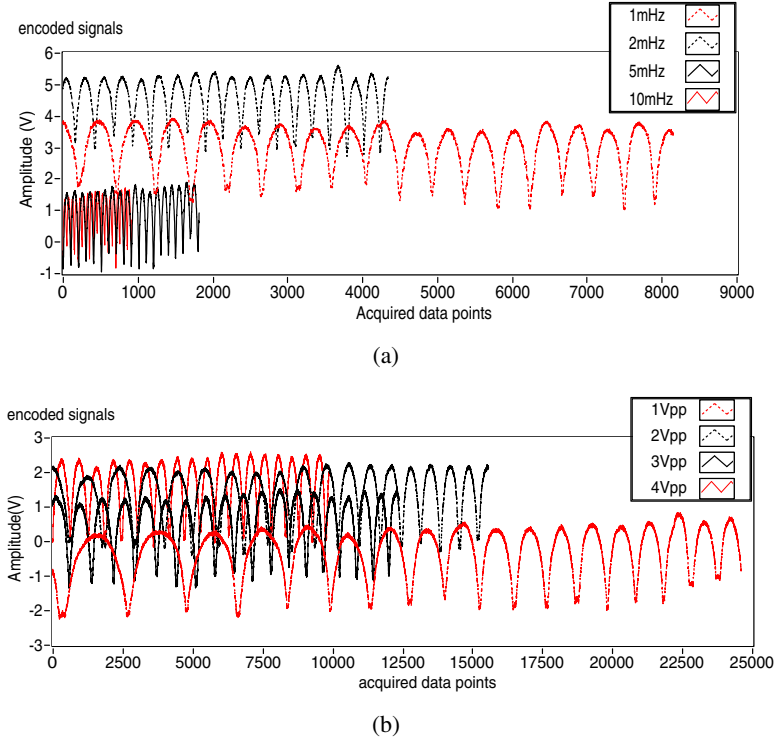 encoded signals
1mHz
2mHz
5mHz
10mHz
6
5
4
3
2
1
0
-1
Amplitude (V)
0 1000 2000 3000 4000 5000 6000 7000 8000 9000
Acquired data points
(a)
encoded signals
1Vpp
2Vpp
3Vpp
4Vpp
3
2
1
0
-1
-2
-3
Amplitude(V)
0 2500 5000 7500 10000 12500 15000 17500 20000 22500 25000
acquired data points
(b)